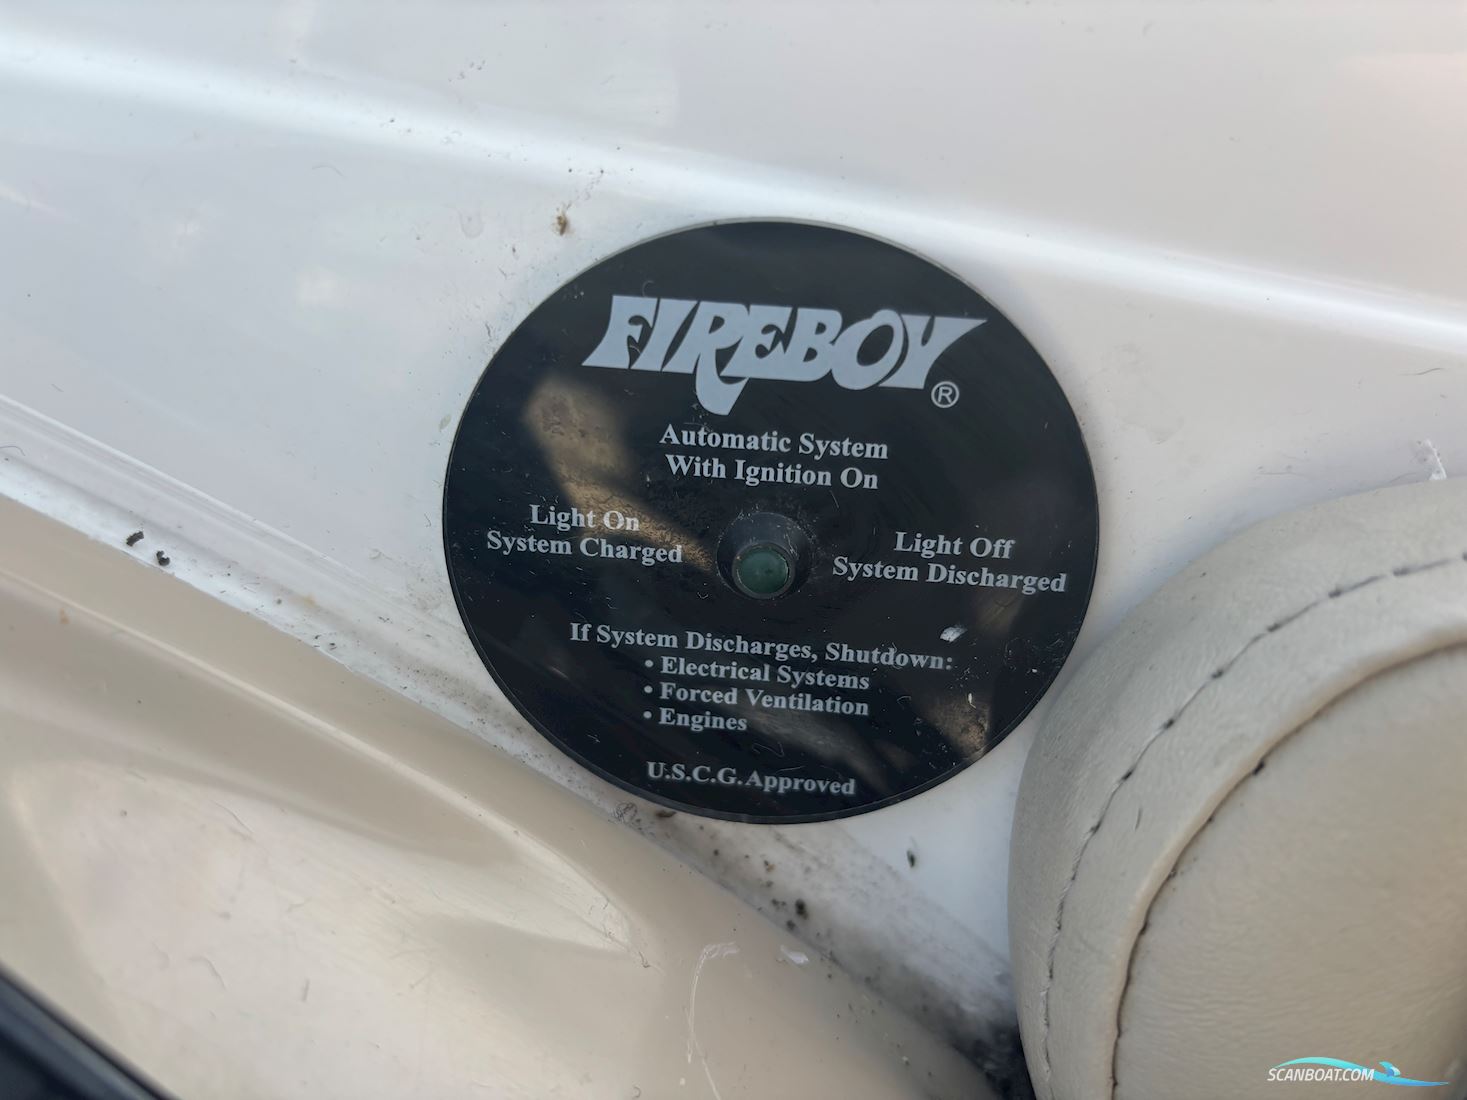 FIREBOY®
Automatic System
With Ignition On
Light On
System Charged
Light Off
System Discharged
If System Discharges, Shutdown:
• Electrical Systems
• Forced Ventilation
• Engines
U.S.C.G. Approved
SCANBOAT.COM